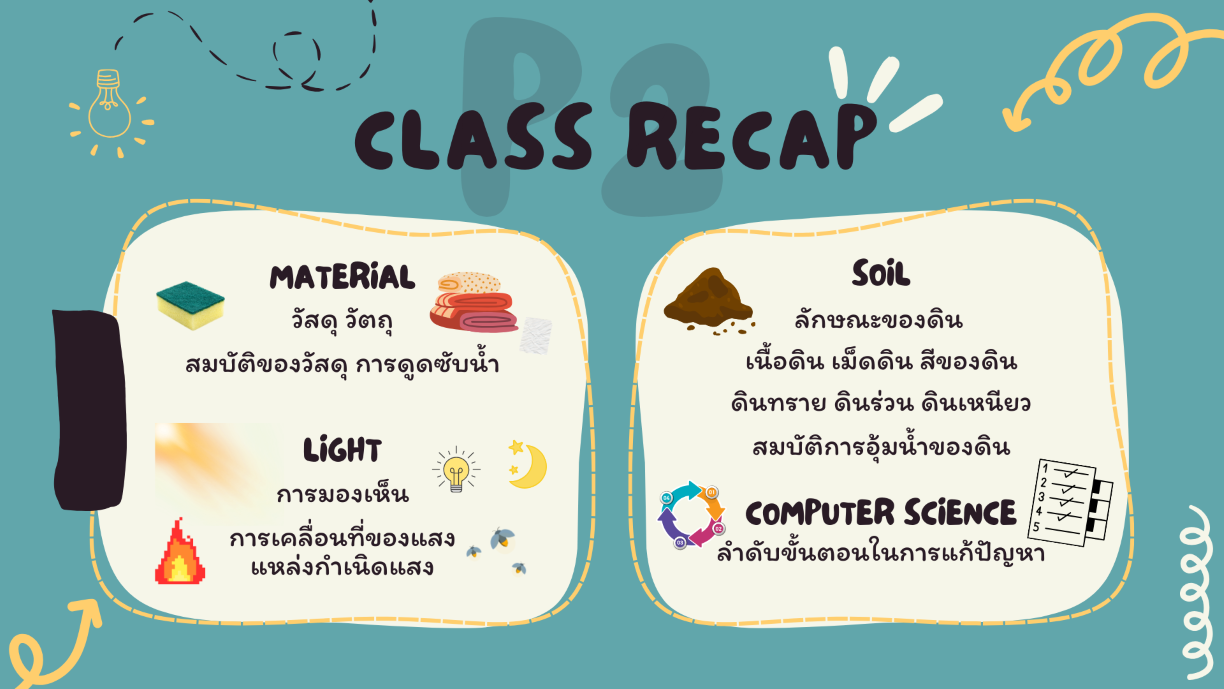 P2
CLASS RECAP
MATERiAL
วัสดุ วัตถุ
สมบัติของวัสดุ การดูดซับน้ำ
LiGHT
การมองเห็น
การเคลื่อนที่ของแสง
แหล่งกำเนิดแสง
SOiL
ลักษณะของดิน
เนื้อดิน เม็ดดิน สีของดิน
ดินทราย ดินร่วน ดินเหนียว
สมบัติการอุ้มน้ำของดิน
COMPUTER SCiENCE
ลำดับขั้นตอนในการแก้ปัญหา
1
2
3
4
5